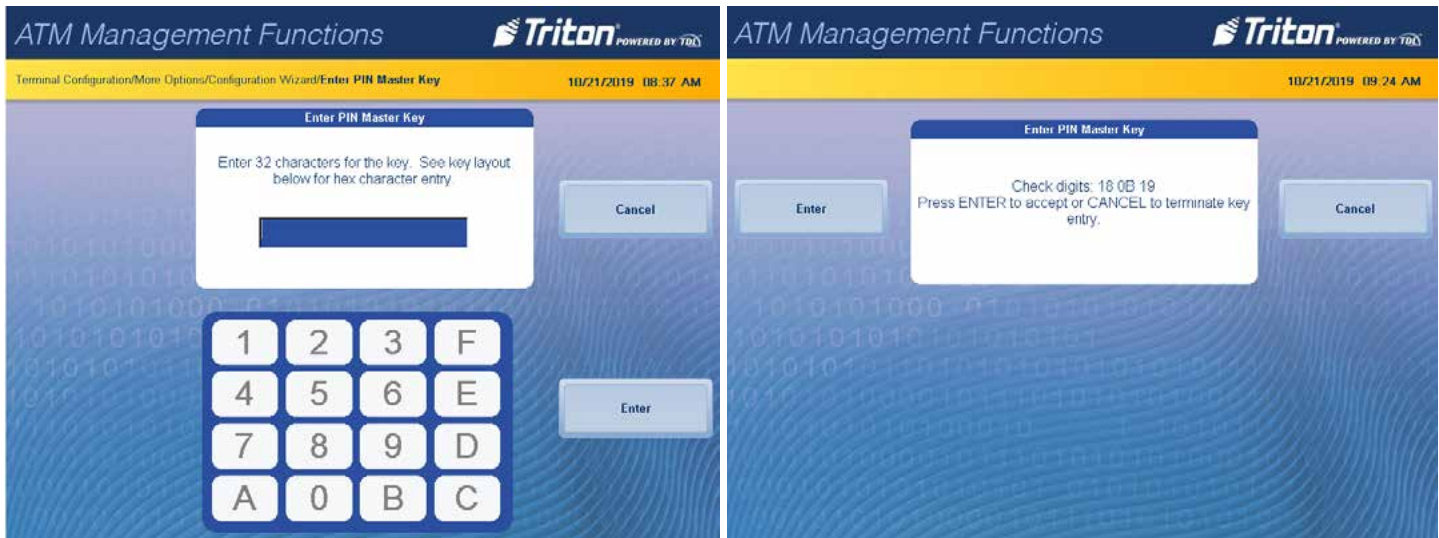 ATM Management Functions
Triton POWERED BY TDL
Terminal Configuration/More Options/Configuration Wizard/Enter PIN Master Key
10/21/2019 08:37 AM
Enter PIN Master Key
Enter 32 characters for the key. See key layout
below for hex character entry.
Cancel
1 2 3 F
4 5 6 E
7 8 9 D
A 0 B C
Enter
ATM Management Functions
Triton POWERED BY TDL
10/21/2019 09:24 AM
Enter PIN Master Key
Check digits: 18 0B 19
Press ENTER to accept or CANCEL to terminate key
entry.
Enter
Cancel